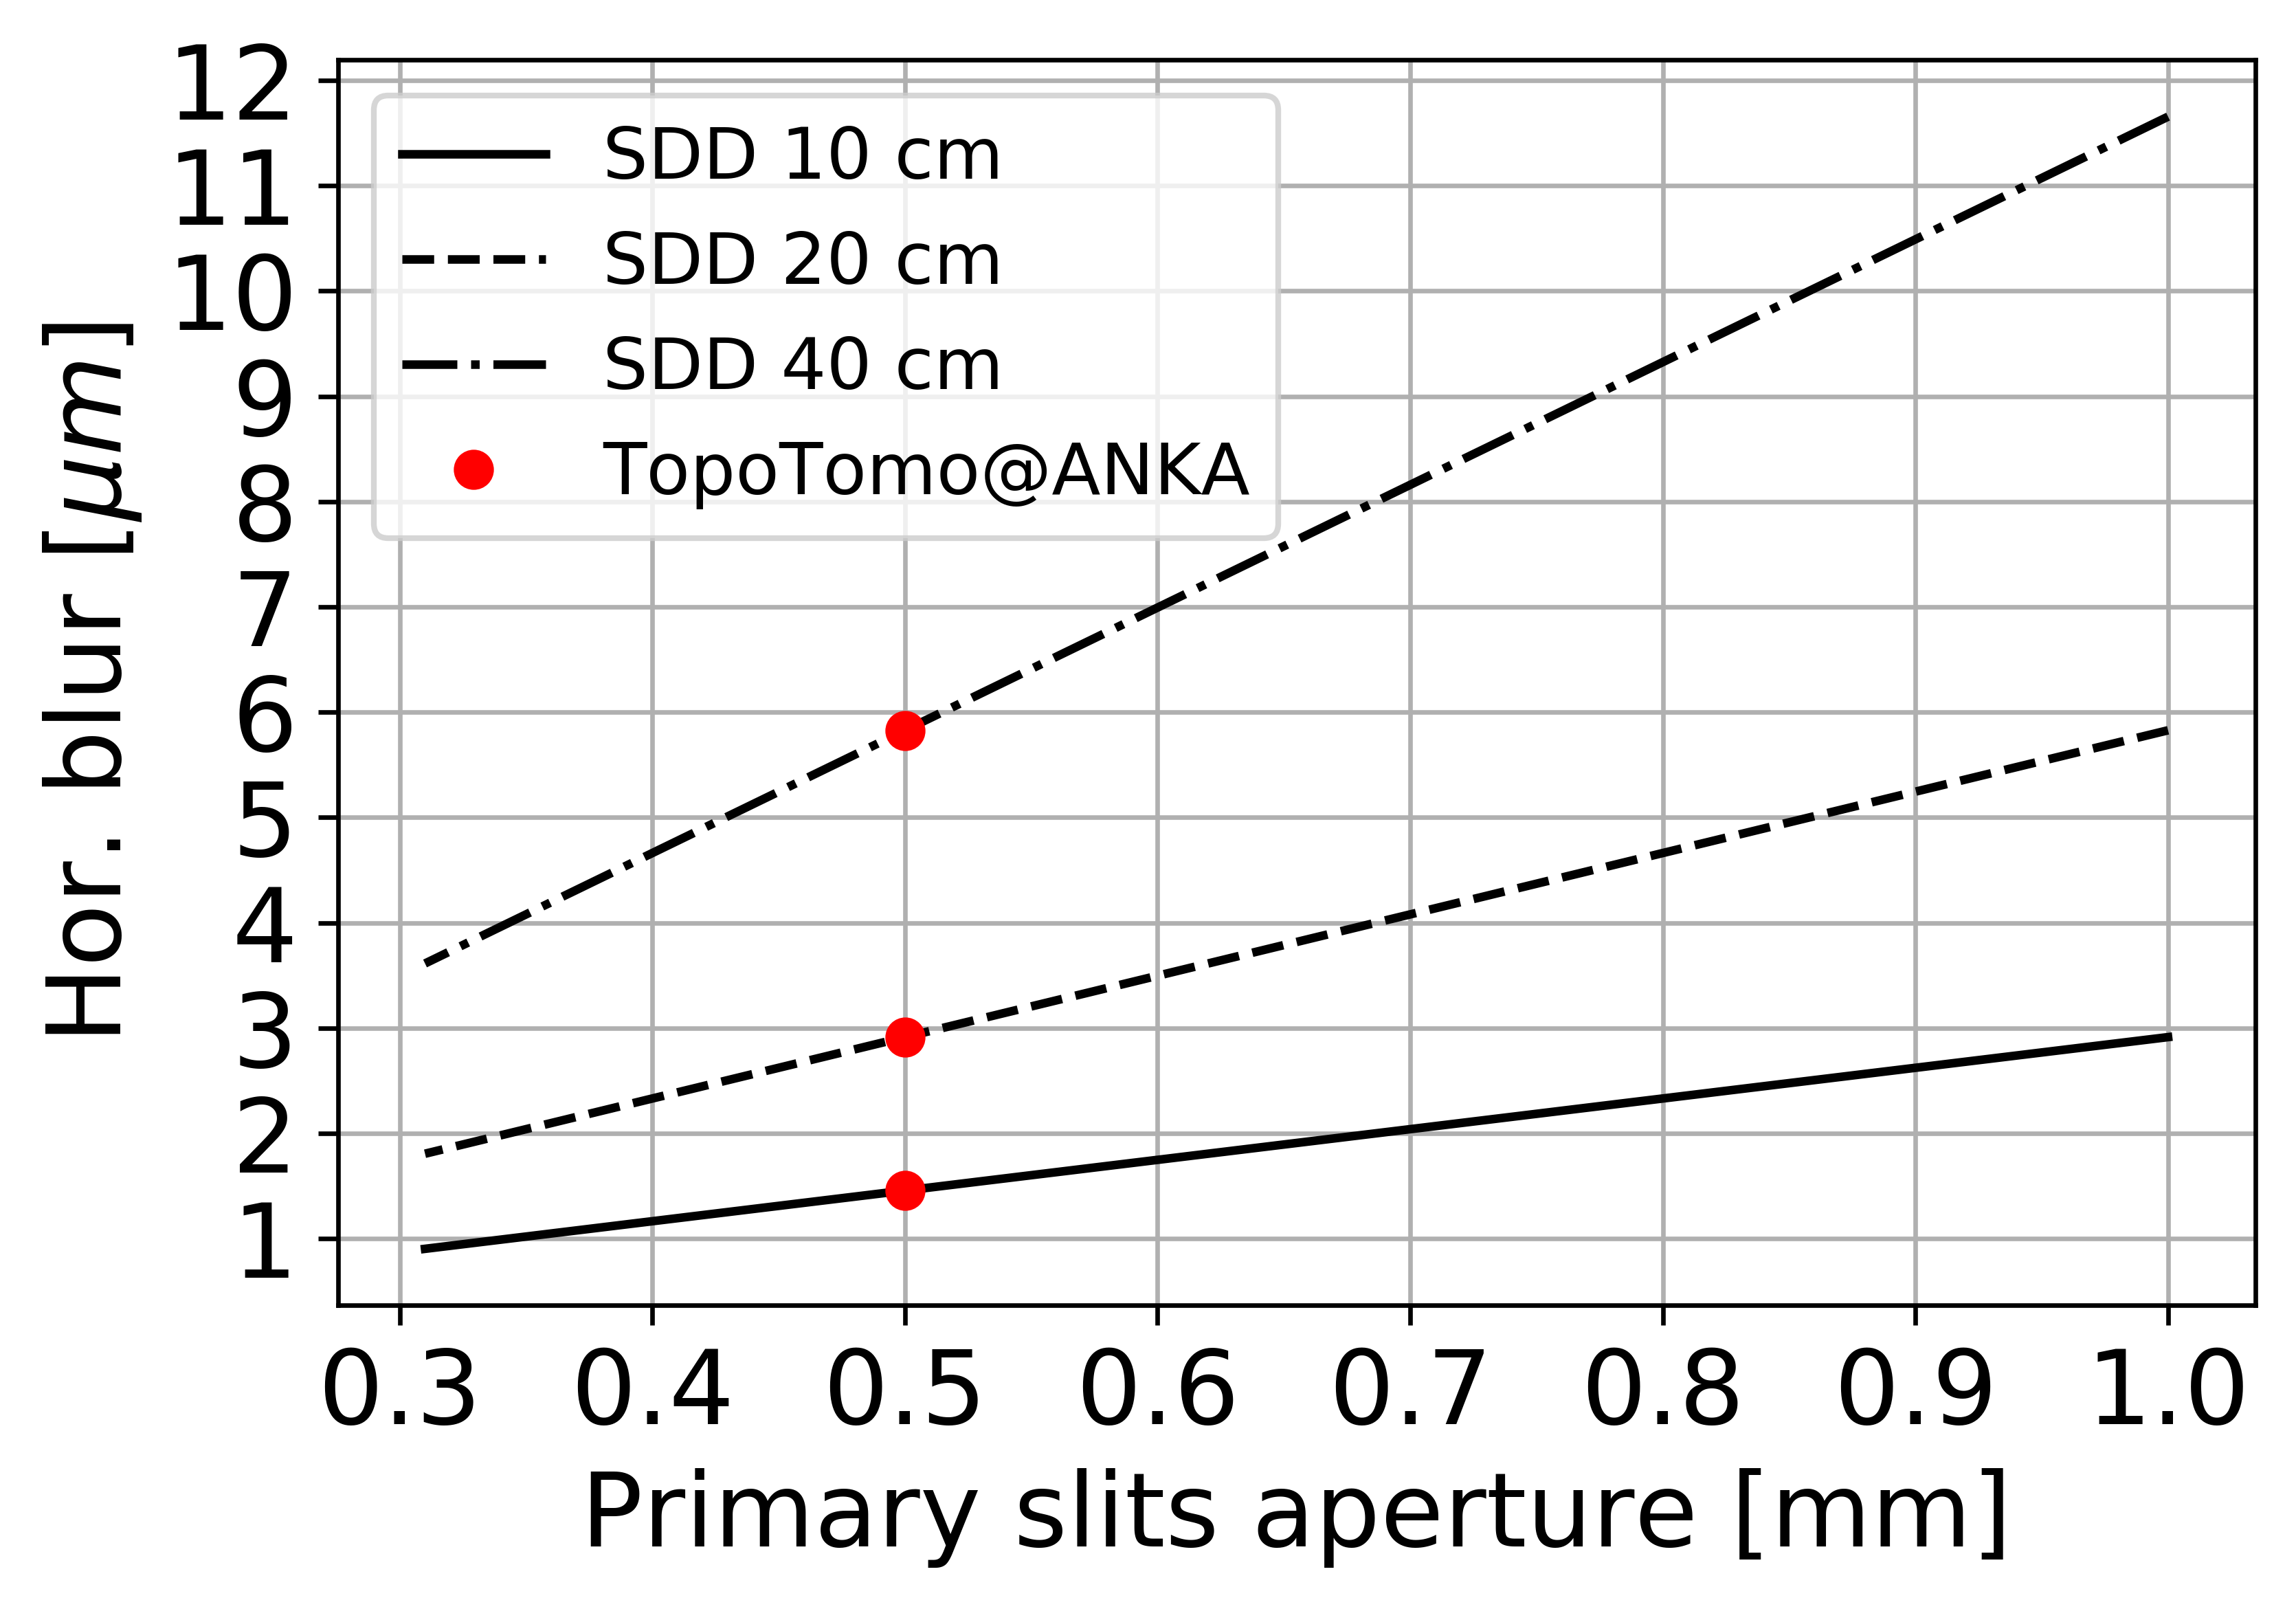 12
11
10
9
8
7
6
5
4
3
2
1
Hor. blur [μm]
SDD 10 cm
SDD 20 cm
SDD 40 cm
TopoTomo@ANKA
0.3 0.4 0.5 0.6 0.7 0.8 0.9 1.0
Primary slits aperture [mm]